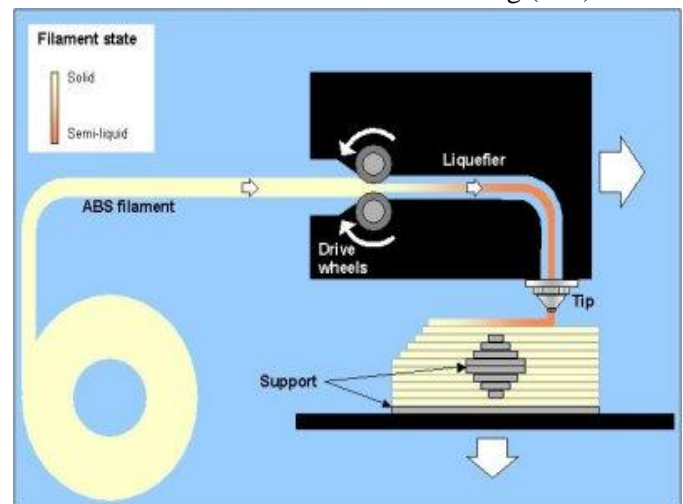 Filament state
Solid
Semi-liquid
Liquefier
ABS filament
Drive
wheels
Tip
Support